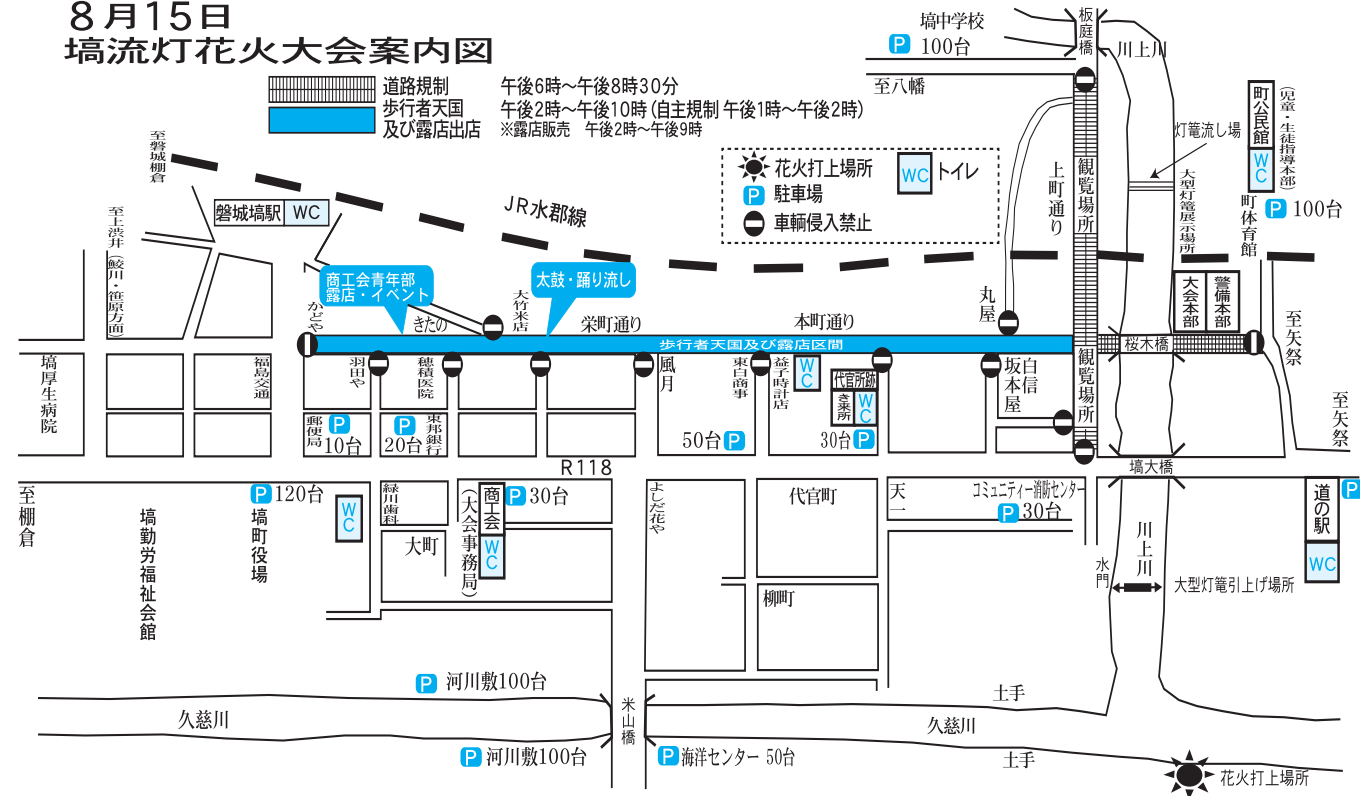 8月15日
塙流灯花火大会案内図
道路規制 午後6時～午後8時30分
歩行者天国 午後2時～午後10時(自主規制 午後1時～午後2時)
及び露店出店 ※露店販売 午後2時～午後9時
花火打上場所
WC
トイレ
P
駐車場
車輌侵入禁止
塙中学校
P 100台
至八幡
板庭橋
川上川
町公民館
WC
(児童・生徒指導本部)
灯篭流し場
大型灯篭展示場所
町体育館
P 100台
上町通り
観覧場所
至磐城棚倉
磐城塙駅 WC
至上渋井(鮫川・笹原方面)
JR水郡線
商工会青年部
露店・イベント
太鼓・踊り流し
かどや
きたの
大竹米店
栄町通り
本町通り
丸屋
大会本部
警備本部
至矢祭
至矢祭
歩行者天国及び露店区間
桜木橋
塙厚生病院
福島交通
羽田や
穂積医院
風月
東白商事
益子時計店
WC
代官所跡
き楽所
WC
白信
坂本屋
観覧場所
郵便局
P 10台
P 20台
東邦銀行
50台 P
30台 P
R118
塙大橋
至棚倉
塙勤労福祉会館
P 120台
塙町役場
WC
緑川歯科
大町
(大会事務局)
商工会
WC
P 30台
よしだ花や
代官町
柳町
天一
コミュニティー消防センター
P 30台
水門
川上川
大型灯篭引上げ場所
道の駅
WC
P
P 河川敷100台
久慈川
P 河川敷100台
米山橋
P 海洋センター 50台
土手
久慈川
土手
花火打上場所